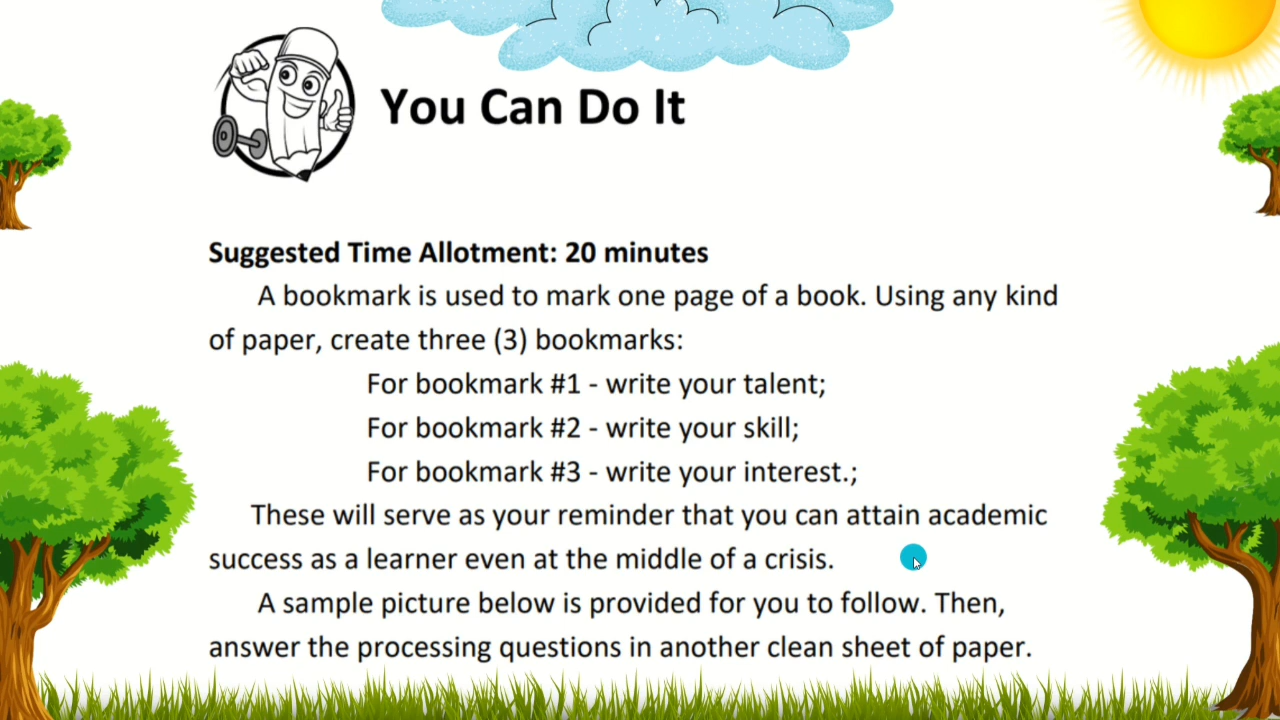 You Can Do It
Suggested Time Allotment: 20 minutes
A bookmark is used to mark one page of a book. Using any kind
of paper, create three (3) bookmarks:
For bookmark #1 - write your talent;
For bookmark #2 - write your skill;
For bookmark #3 - write your interest.;
These will serve as your reminder that you can attain academic
success as a learner even at the middle of a crisis.
A sample picture below is provided for you to follow. Then,
answer the processing questions in another clean sheet of paper.